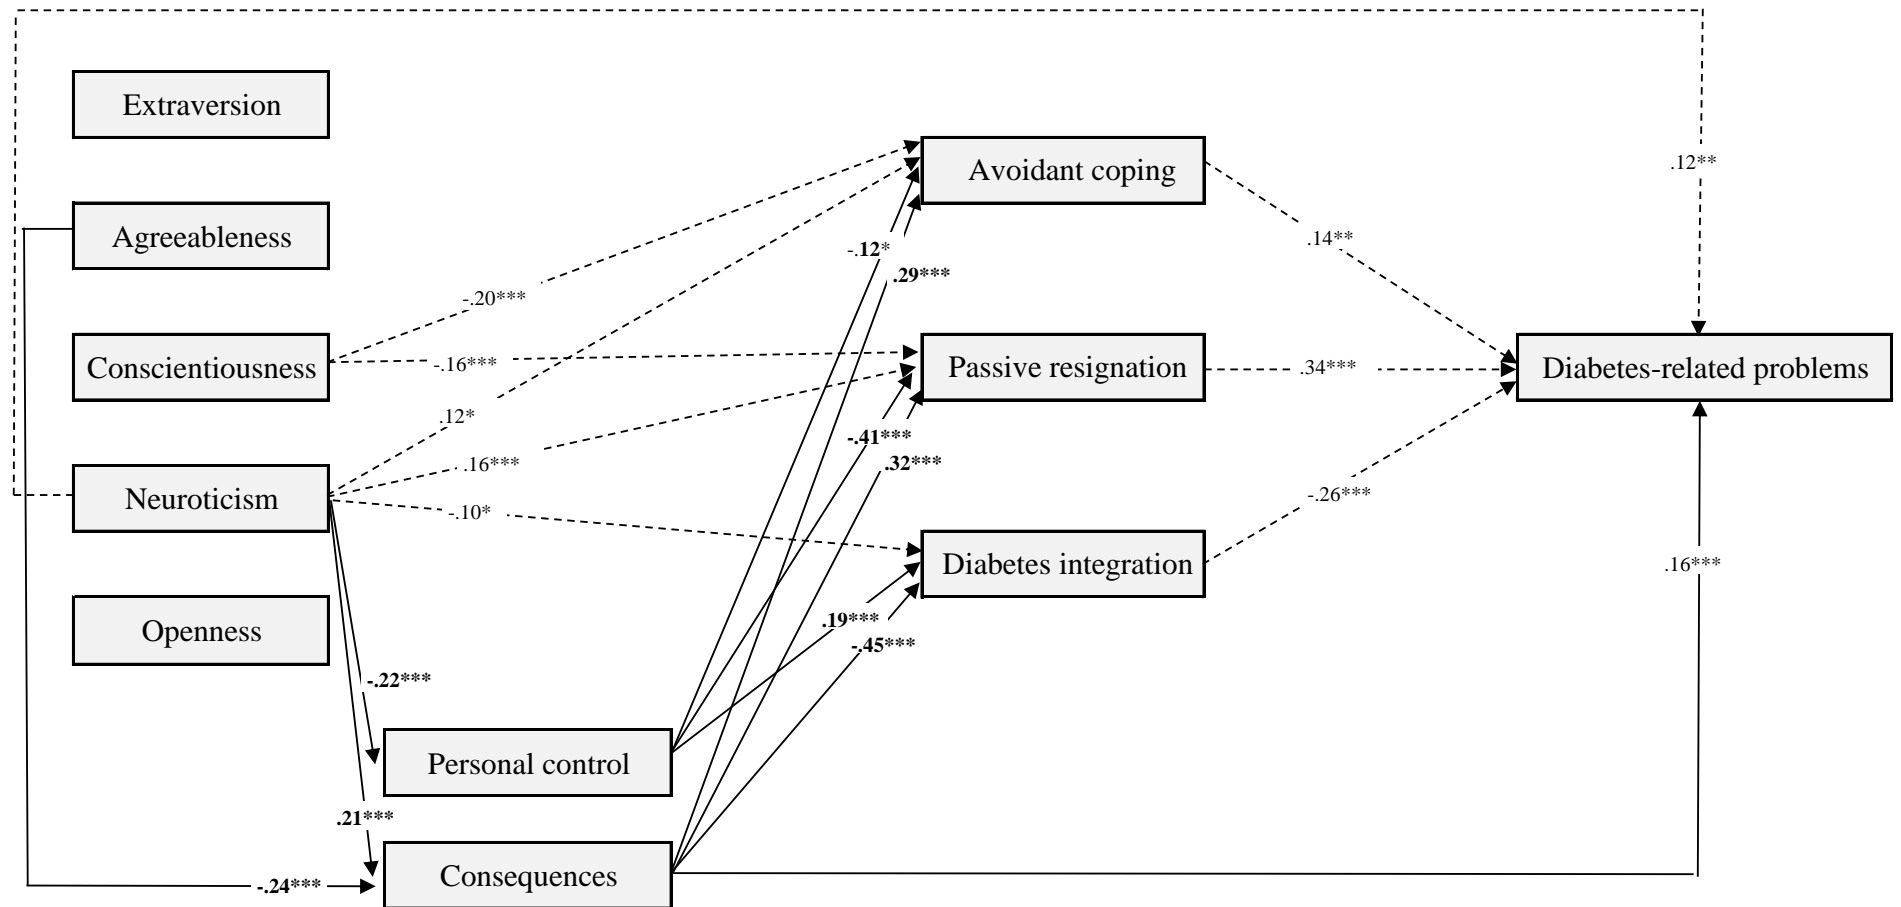 Extraversion
.12**
Avoidant coping
Agreeableness
.14**
-.12*
.29***
-.20***
Conscientiousness
-.16***
Passive resignation
.34***
Diabetes-related problems
.12*
-.41***
.16***
.32***
Neuroticism
-.26***
-.10*
Diabetes integration
.16***
.19***
Openness
-.45***
-.22***
Personal control
.21***
Consequences
-.24***